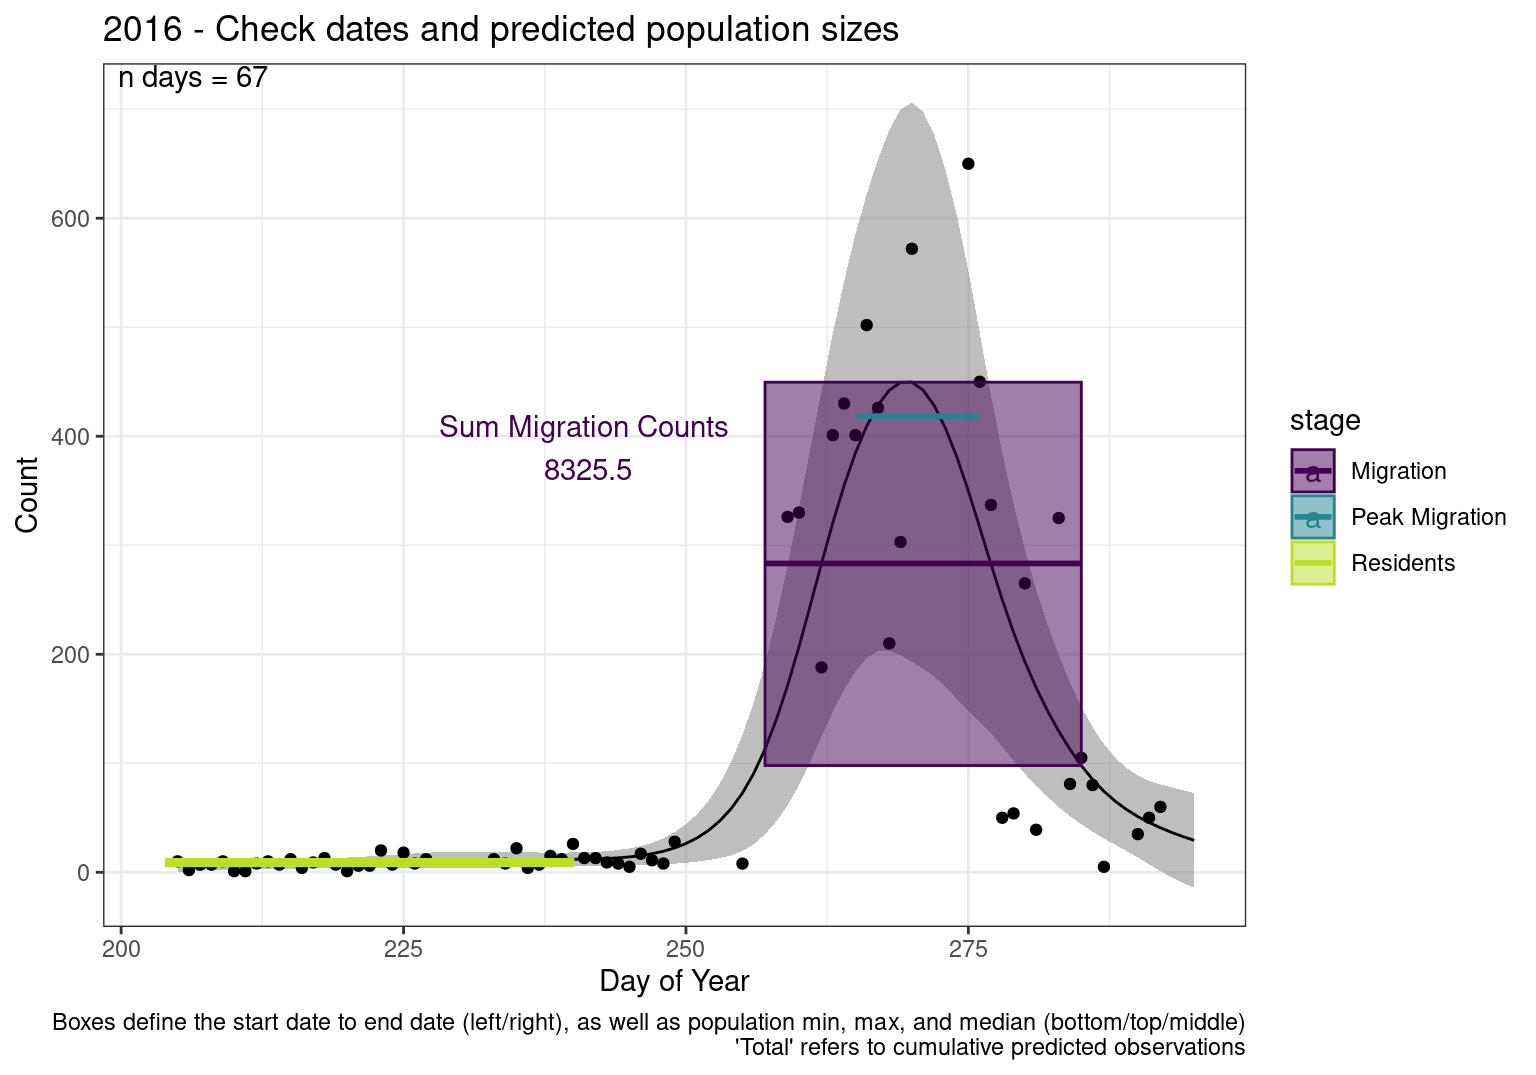 2016 - Check dates and predicted population sizes
n days = 67
600
400
200
0
Count
Sum Migration Counts
8325.5
200
225
250
275
Day of Year
stage
a Migration
a Peak Migration
Residents
Boxes define the start date to end date (left/right), as well as population min, max, and median (bottom/top/middle)
'Total' refers to cumulative predicted observations